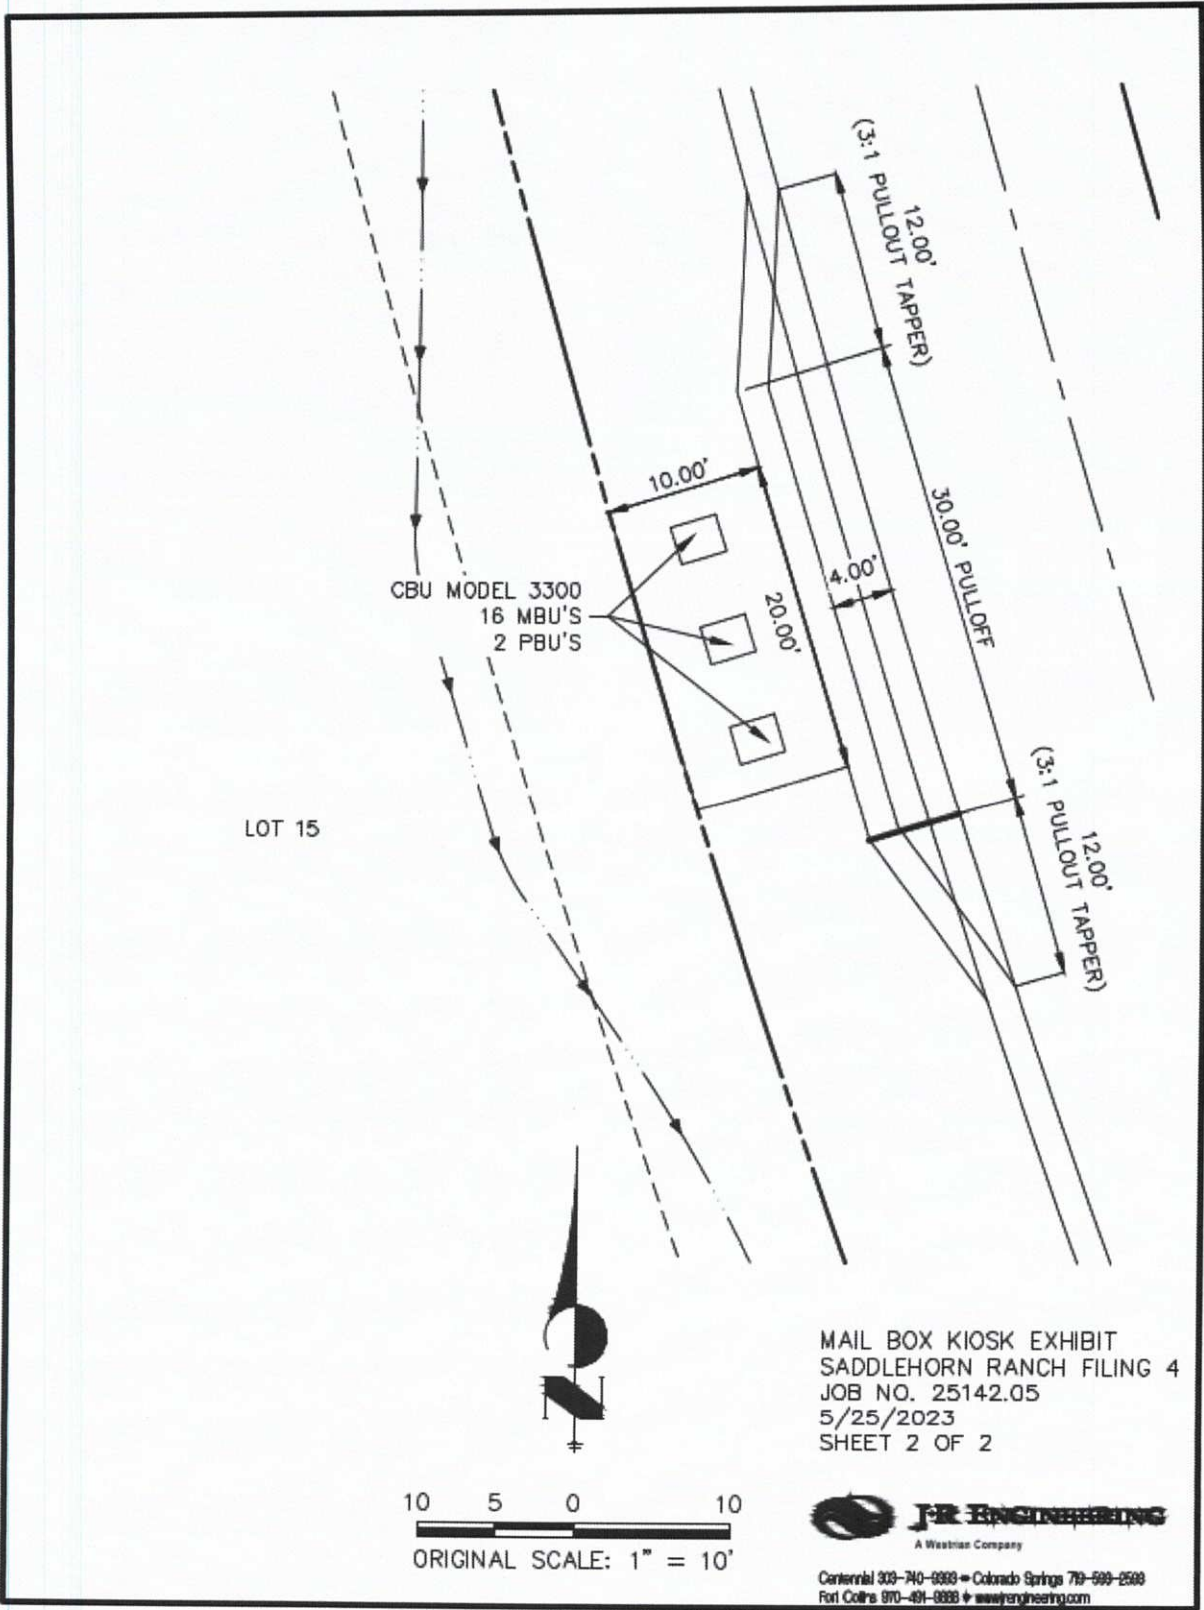 12.00'
(3:1 PULLOUT TAPPER)
10.00'
30.00' PULLOFF
4.00'
20.00'
CBU MODEL 3300
16 MBU'S
2 PBU'S
12.00'
(3:1 PULLOUT TAPPER)
LOT 15
N
MAIL BOX KIOSK EXHIBIT
SADDLEHORN RANCH FILING 4
JOB NO. 25142.05
5/25/2023
SHEET 2 OF 2
10 5 0 10
ORIGINAL SCALE: 1" = 10'
J·R ENGINEERING
A Westrian Company
Centennial 303-740-9393 • Colorado Springs 719-593-2593
Fort Collins 970-491-9888 • www.jrengineering.com